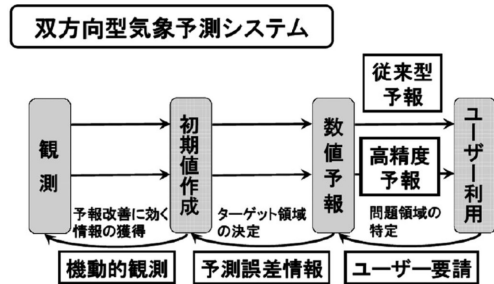 双方向型気象予測システム
従来型
予報
観測
初期値作成
数値予報
ユーザー利用
高精度
予報
予報改善に効く
情報の獲得
ターゲット領域
の決定
問題領域の
特定
機動的観測
予測誤差情報
ユーザー要請